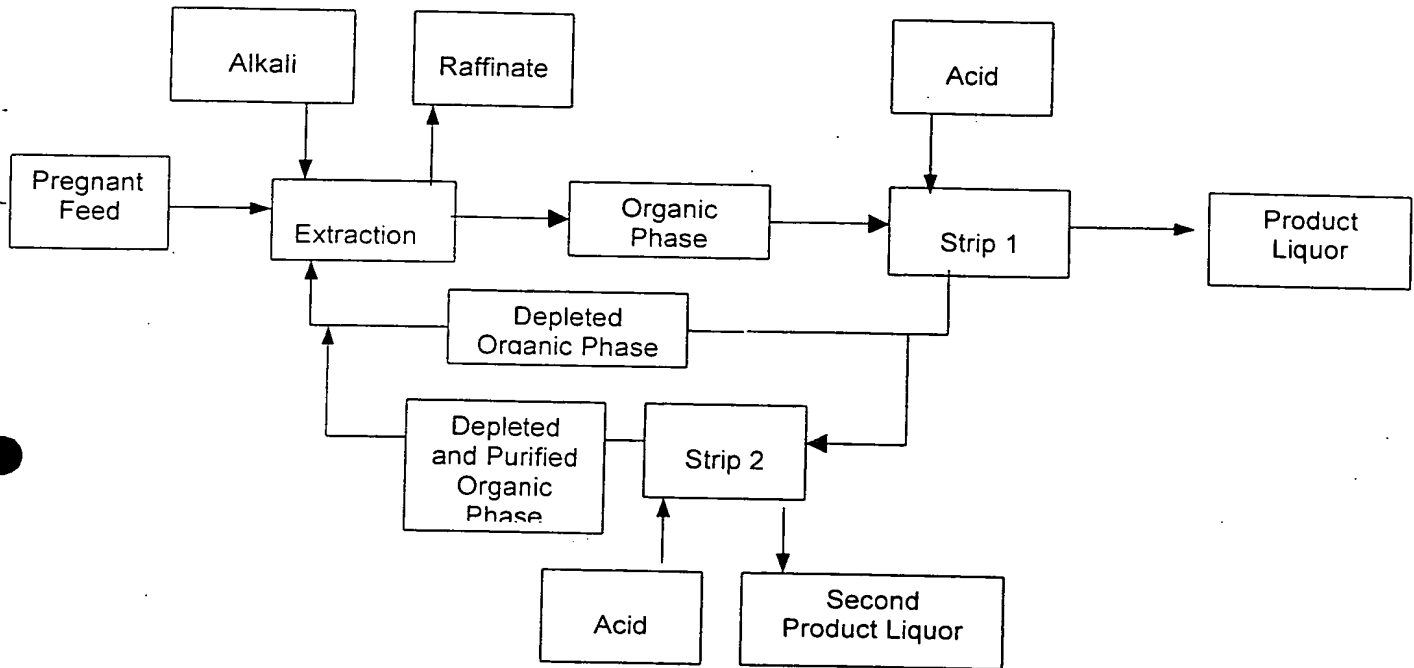 Alkali
Raffinate
Acid
Pregnant
Feed
Extraction
Organic
Phase
Strip 1
Product
Liquor
Depleted
Organic Phase
Depleted
and Purified
Organic
Phase
Strip 2
Acid
Second
Product Liquor